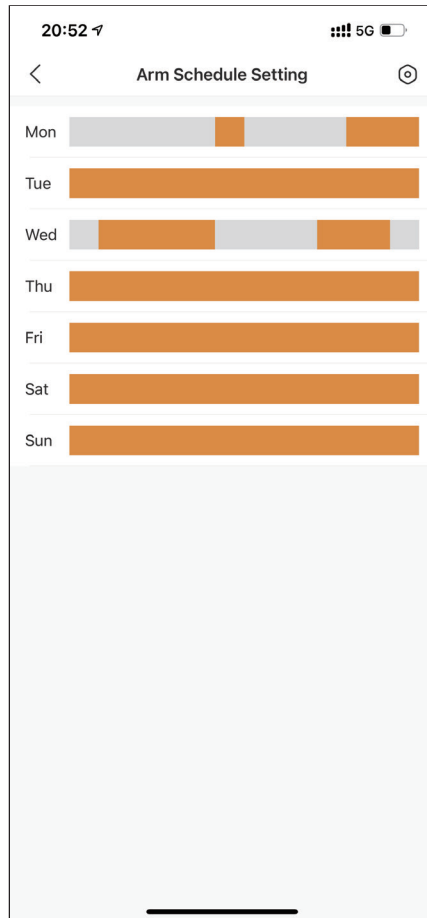 20:52 5G
Arm Schedule Setting
Mon
Tue
Wed
Thu
Fri
Sat
Sun